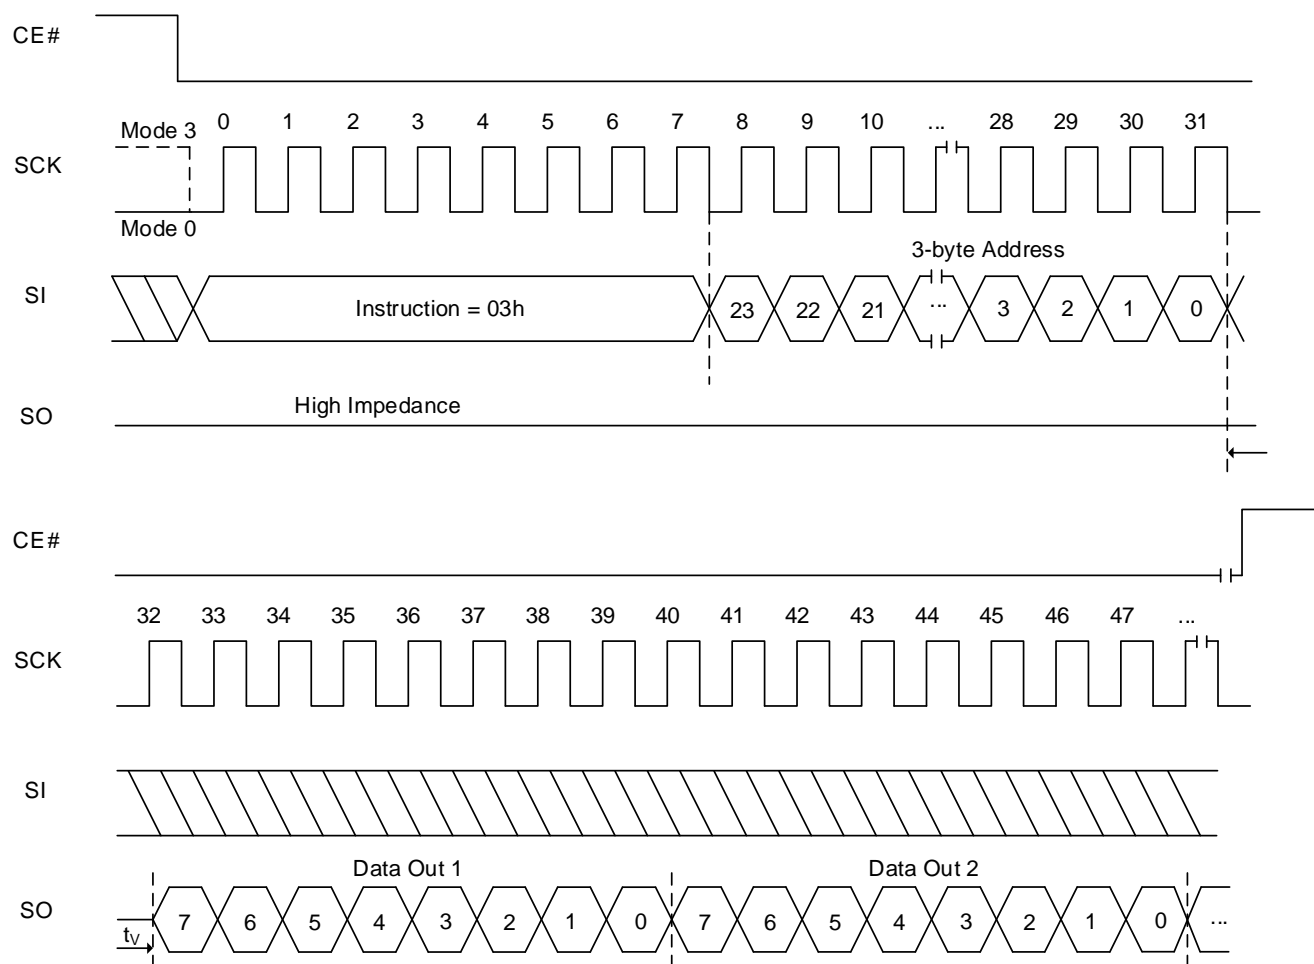 CE#
Mode 3 0 1 2 3 4 5 6 7 8 9 10 ... 28 29 30 31
SCK
Mode 0
3-byte Address
SI Instruction = 03h 23 22 21 ... 3 2 1 0
SO High Impedance
CE#
32 33 34 35 36 37 38 39 40 41 42 43 44 45 46 47 ...
SCK
SI
Data Out 1 Data Out 2
SO 7 6 5 4 3 2 1 0 7 6 5 4 3 2 1 0 ...
tV